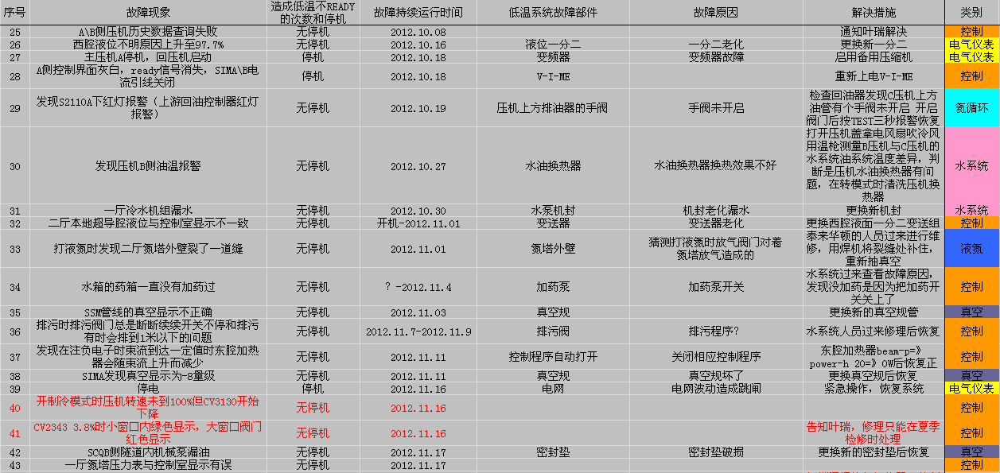 序号 故障现象 造成低温不READY的次数和停机 故障持续运行时间 低温系统故障部件 故障原因 解决措施 类别
25 A\B侧压机历史数据查询失败 无停机 2012.10.08 通知叶瑞解决 控制
26 西腔液位不明原因上升至97.7% 无停机 2012.10.16 液位一分二 一分二老化 更换新一分二 电气仪表
27 主压机A停机，回压机启动 停机 2012.10.18 变频器 变频器故障 启用备用压缩机 电气仪表
28 A侧控制界面灰白，ready信号消失，SIMA\B电流引线关闭 停机 2012.10.18 V-I-ME 重新上电V-I-ME 控制
29 发现S2110A下红灯报警（上游回油控制器红灯报警） 无停机 2012.10.19 压机上方排油器的手阀 手阀未开启 检查回油器发现C压机上方油管有个手阀未开启 开启阀门后按TEST三秒报警恢复 氦循环
30 发现压机B侧油温报警 无停机 2012.10.27 水油换热器 水油换热器换热效果不好 打开压机盖拿电风扇吹冷风用温枪测量B压机与C压机的水系统油系统温度差异，判断是压机水油换热器有问题，在转模式时清洗压机换热器 水系统
31 一厅冷水机组漏水 无停机 2012.10.30 水泵机封 机封老化漏水 更换新机封 水系统
32 二厅本地超导腔液位与控制室显示不一致 无停机 开机-2012.11.01 变送器 变送器老化 更换西腔液面一分二变送组 控制
33 打液氮时发现二厅氮塔外壁裂了一道缝 无停机 2012.11.01 氮塔外壁 猜测打液氮时放气阀门对着氮塔放气造成的 泰来华顿的人员过来进行维修，用焊机将裂缝处补住，重新抽真空 液氮
34 水箱的药箱一直没有加药过 无停机 ？-2012.11.4 加药泵 加药泵开关 水系统过来查看故障原因，发现没加药是因为把加药开关关上了 控制
35 SSM管线的真空显示不正确 无停机 2012.11.03 真空规 更换新的真空规管 真空
36 排污时排污阀门总是断断续续开关不停和排污有时会排到1米以下的问题 无停机 2012.11.7-2012.11.9 排污阀 排污程序？ 水系统人员过来修理后恢复 控制
37 发现在注负电子时束流到达一定值时东腔加热器会随束流上升而减少 无停机 2012.11.11 控制程序自动打开 关闭相应控制程序 东腔加热器beam-p=》power-h 20=》0W后恢复正 控制
38 SIMA发现真空显示为-8量级 无停机 2012.11.11 真空规 真空规坏了 更换真空规后恢复 真空
39 停电 停机 2012.11.16 电网 电网波动造成跳闸 紧急操作，恢复系统 电气仪表
40 开制冷模式时压机转速未到100%但CV3130开始下降 无停机 2012.11.16 控制
41 CV2343 3.8%时小窗口内绿色显示，大窗口阀门红色显示 无停机 2012.11.16 告知叶瑞，修理只能在夏季检修时处理 控制
42 SCQB侧隧道内机械泵漏油 无停机 2012.11.17 密封垫 密封垫破损 更换新的密封垫后恢复 真空
43 一厅氮塔压力表与控制室显示有误 无停机 2012.11.17 控制